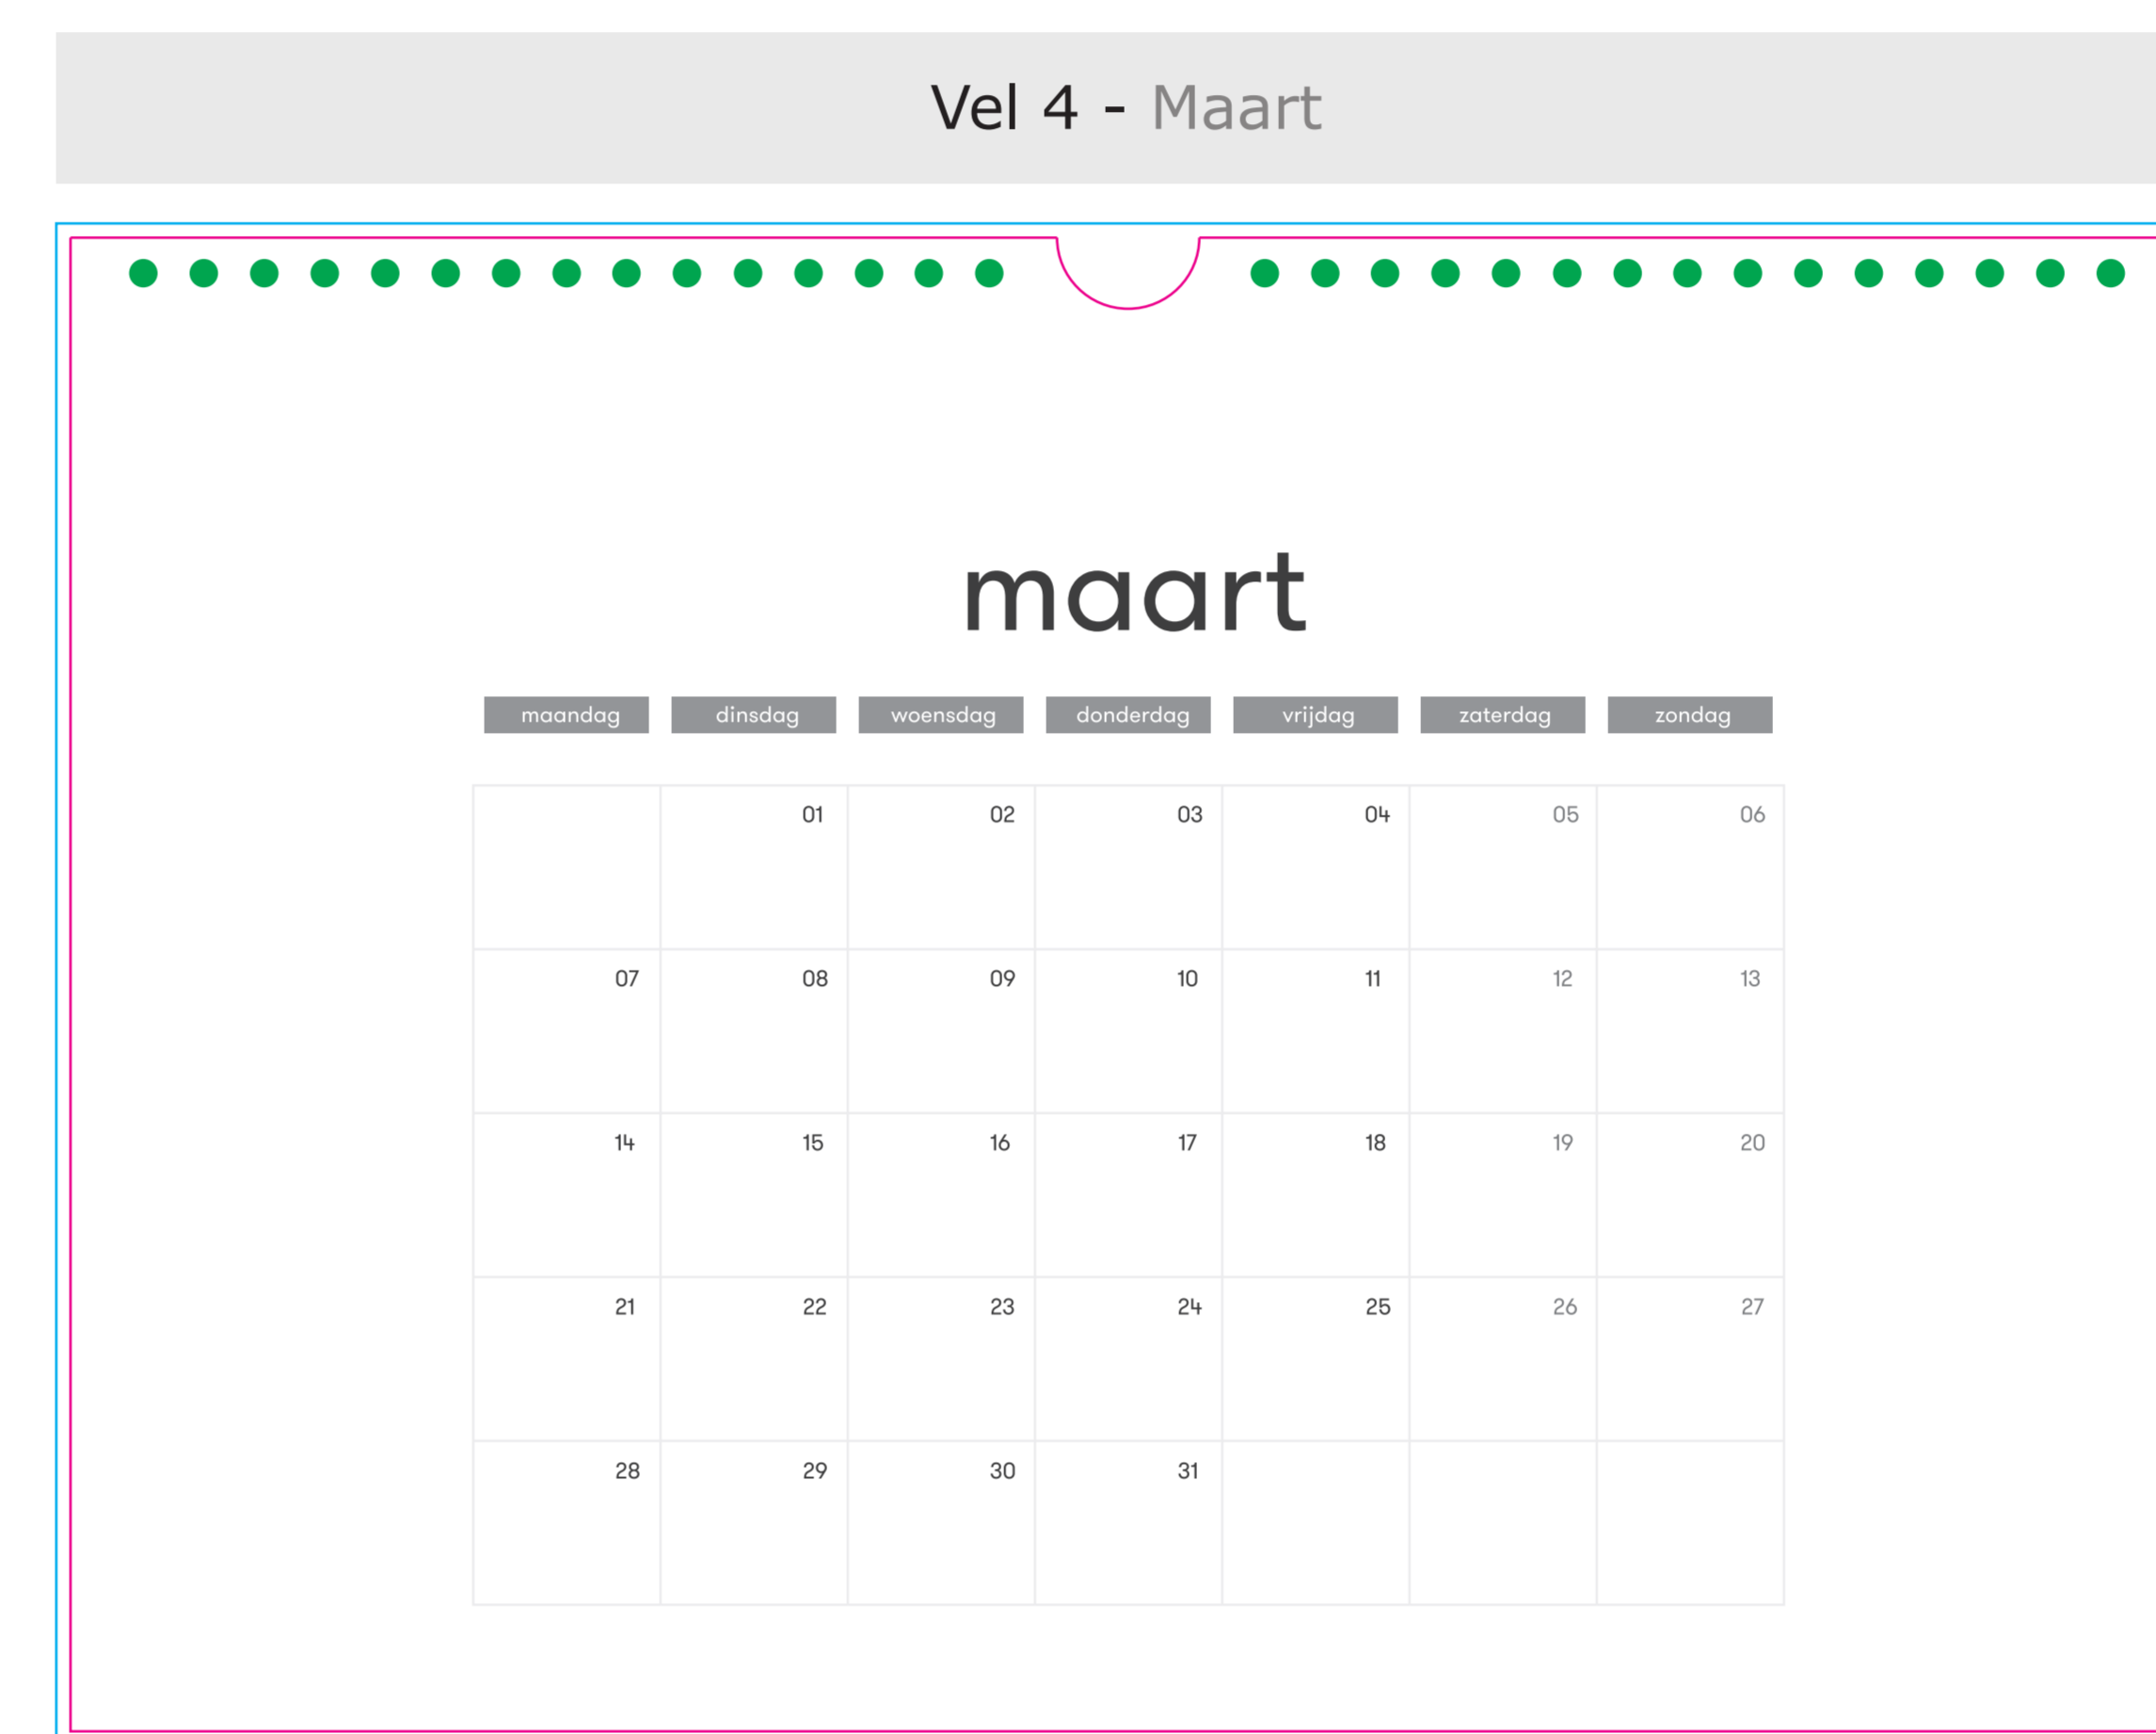 Vel 4 - Maart
maart
maandag dinsdag woensdag donderdag vrijdag zaterdag zondag
01 02 03 04 05 06
07 08 09 10 11 12 13
14 15 16 17 18 19 20
21 22 23 24 25 26 27
28 29 30 31